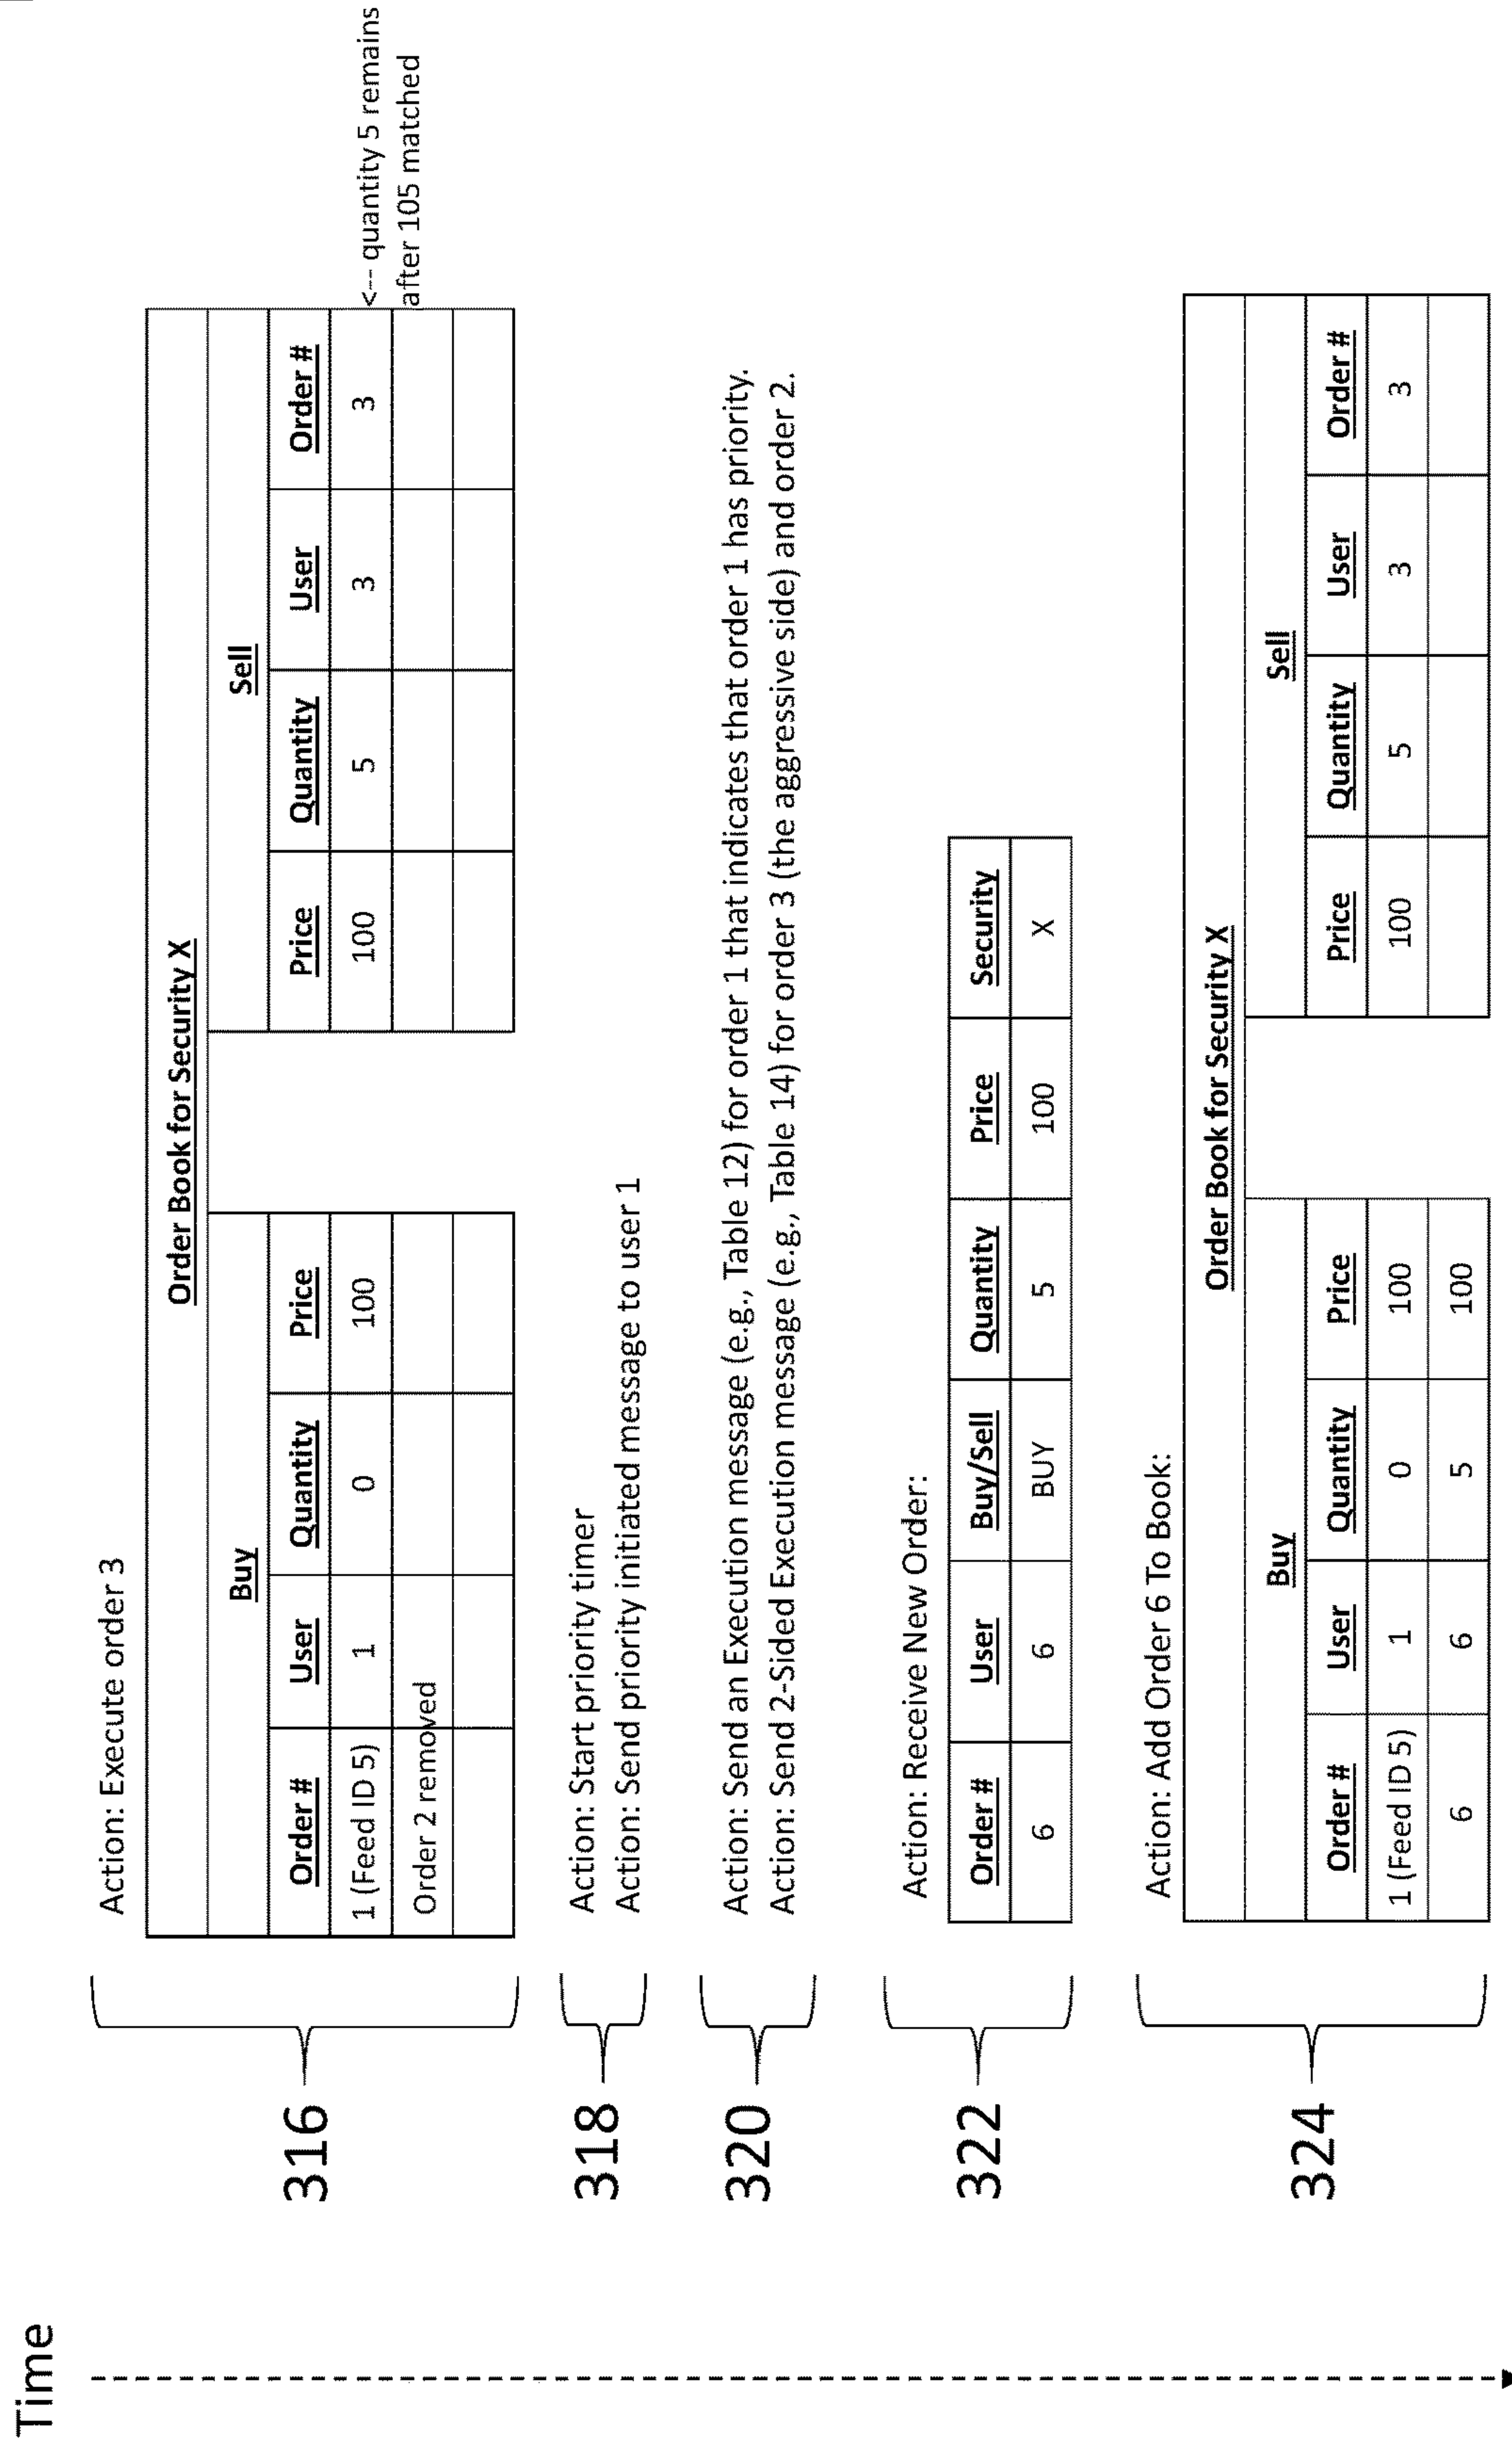 Time
316
Action: Execute order 3
Order Book for Security X
Buy Sell
Order # User Quantity Price Price Quantity User Order #
1 (Feed ID 5) 1 0 100 100 5 3 3 <--- quantity 5 remains
Order 2 removed after 105 matched
318
Action: Start priority timer
Action: Send priority initiated message to user 1
320
Action: Send an Execution message (e.g., Table 12) for order 1 that indicates that order 1 has priority.
Action: Send 2-Sided Execution message (e.g., Table 14) for order 3 (the aggressive side) and order 2.
322
Action: Receive New Order:
Order # User Buy/Sell Quantity Price Security
6 6 BUY 5 100 X
324
Action: Add Order 6 To Book:
Order Book for Security X
Buy Sell
Order # User Quantity Price Price Quantity User Order #
1 (Feed ID 5) 1 0 100 100 5 3 3
6 6 5 100